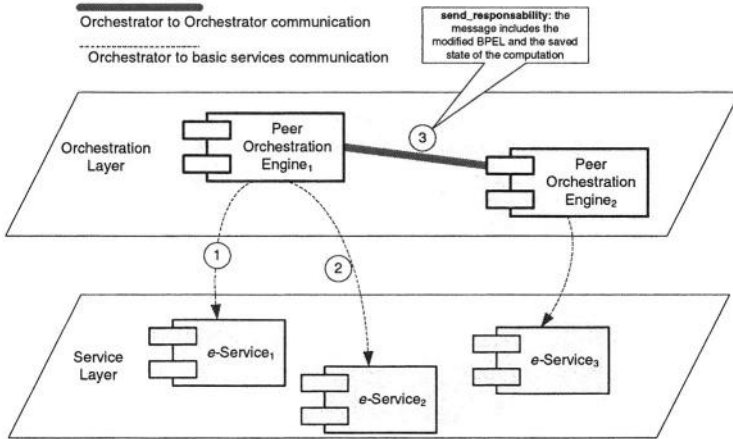 Orchestrator to Orchestrator communication
Orchestrator to basic services communication
send_responsability: the
message includes the
modified BPEL and the saved
state of the computation
3
Peer
Orchestration
Engine1
Peer
Orchestration
Engine2
Orchestration
Layer
1
2
e-Service1
e-Service2
e-Service3
Service
Layer